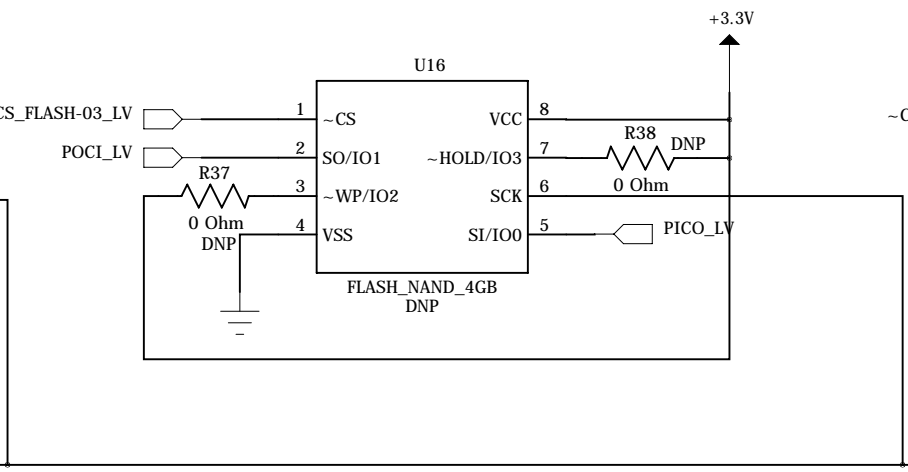 +3.3V
U16
CS_FLASH-03_LV
1
~CS
VCC
8
~C
POCI_LV
2
SO/IO1
~HOLD/IO3
7
R38
DNP
0 Ohm
R37
0 Ohm
DNP
3
~WP/IO2
SCK
6
4
VSS
SI/IO0
5
PICO_LV
FLASH_NAND_4GB
DNP